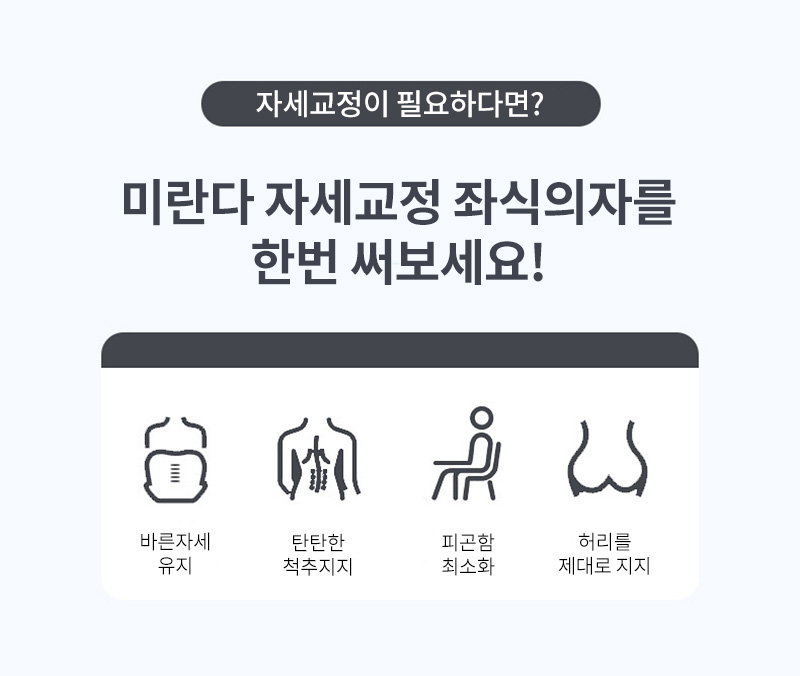 자세교정이 필요하다면?
미란다 자세교정 좌식의자를
한번 써보세요!
바른자세
유지
탄탄한
척추지지
피곤함
최소화
허리를
제대로 지지